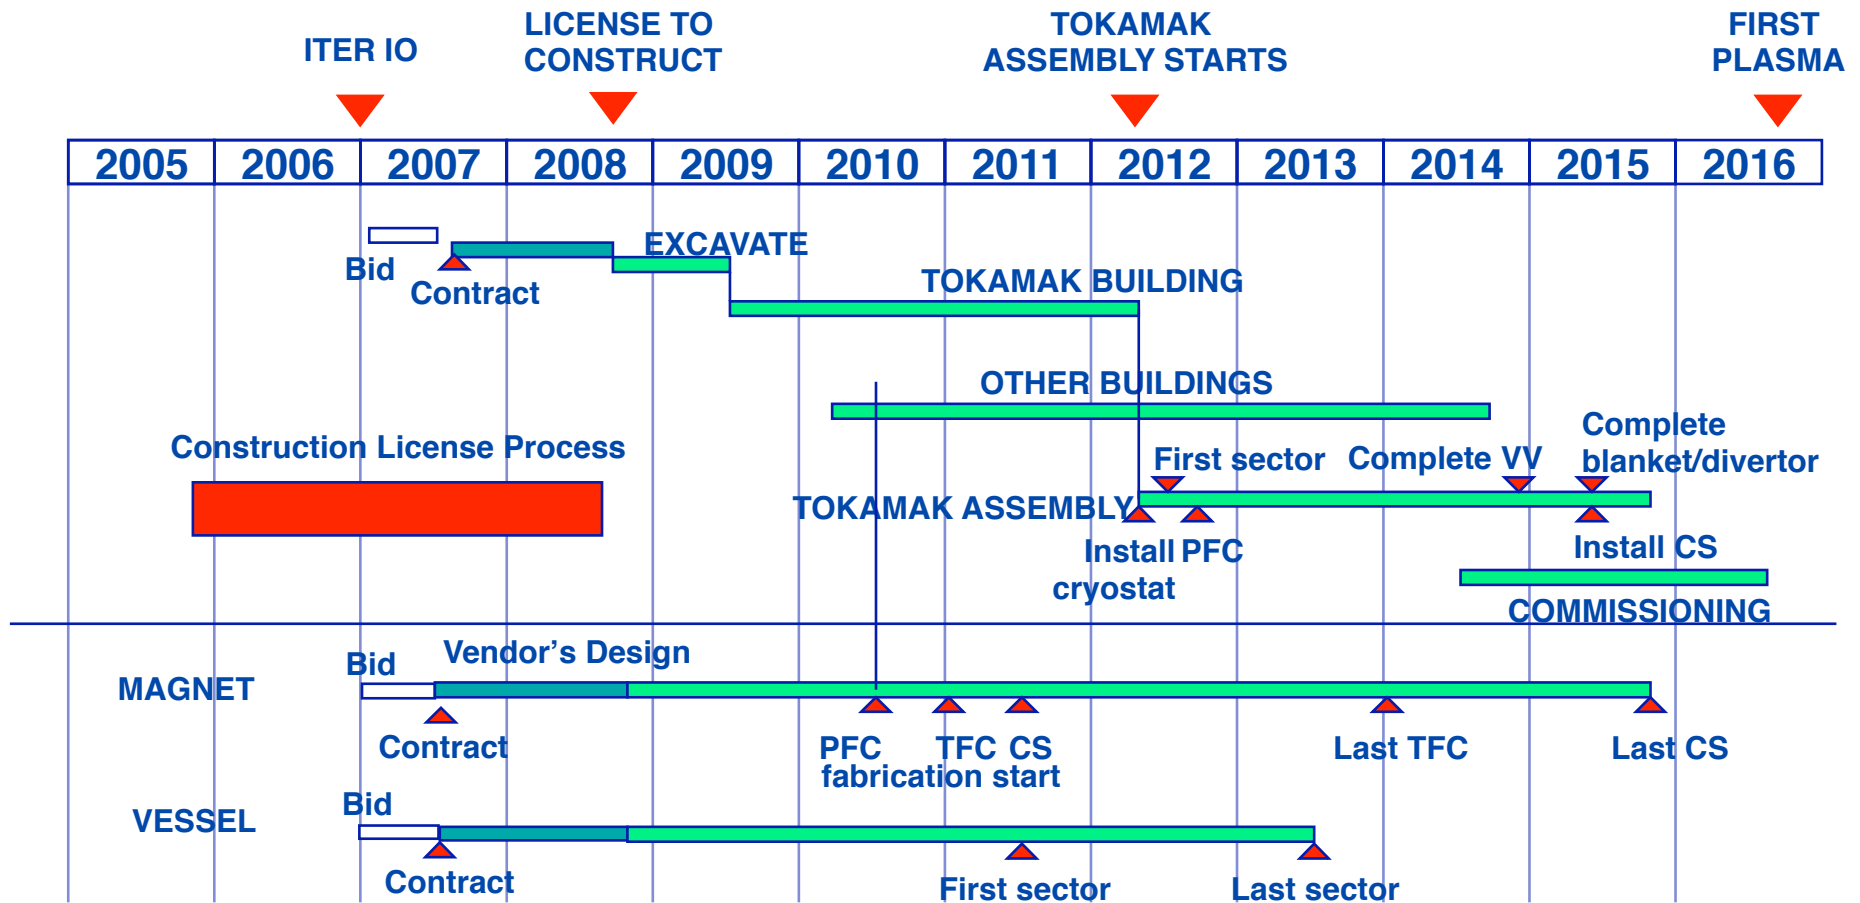 ITER IO
LICENSE TO
CONSTRUCT
TOKAMAK
ASSEMBLY STARTS
FIRST
PLASMA
2005 2006 2007 2008 2009 2010 2011 2012 2013 2014 2015 2016
Bid
Contract
EXCAVATE
TOKAMAK BUILDING
OTHER BUILDINGS
Construction License Process
First sector
Complete VV
Complete
blanket/divertor
TOKAMAK ASSEMBLY
Install
cryostat
PFC
Install CS
COMMISSIONING
MAGNET
Bid
Vendor's Design
Contract
PFC TFC CS
fabrication start
Last TFC
Last CS
VESSEL
Bid
Contract
First sector
Last sector